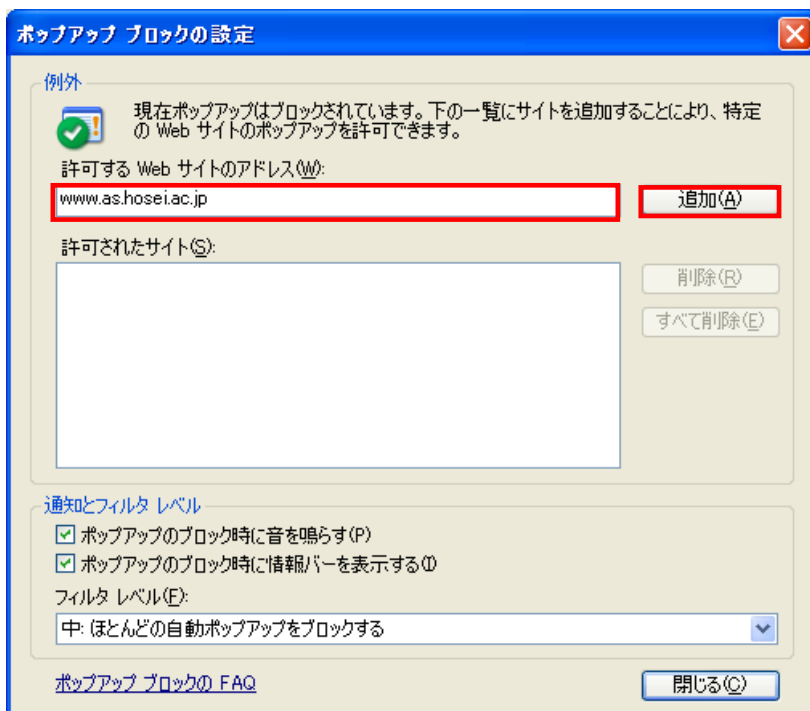 ポップアップ ブロックの設定
例外
現在ポップアップはブロックされています。下の一覧にサイトを追加することにより、特定
の Web サイトのポップアップを許可できます。
許可する Web サイトのアドレス(W):
www.as.hosei.ac.jp
追加(A)
許可されたサイト(S):
削除(R)
すべて削除(E)
通知とフィルタ レベル
ポップアップのブロック時に音を鳴らす(P)
ポップアップのブロック時に情報バーを表示する(I)
フィルタ レベル(F):
中: ほとんどの自動ポップアップをブロックする
ポップアップ ブロックの FAQ
閉じる(C)